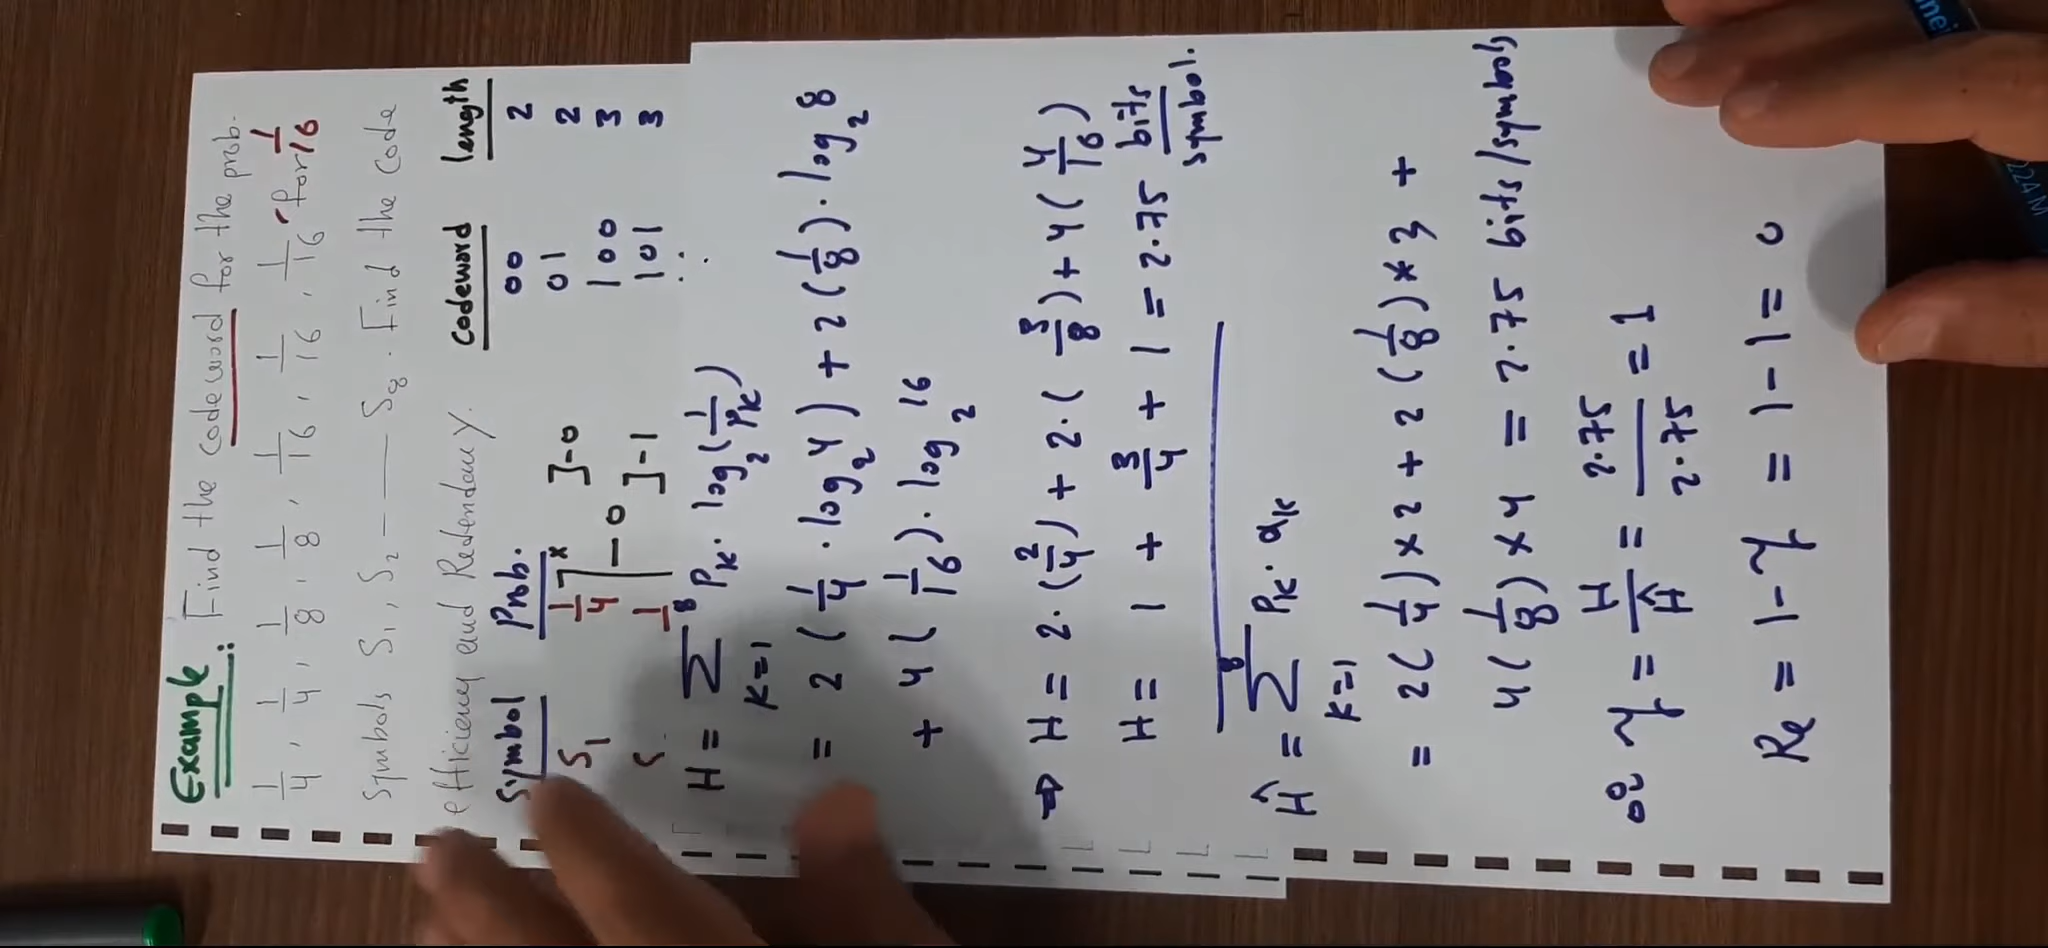 Example: Find the codeword for the prob.
1/4, 1/4, 1/8, 1/8, 1/16, 1/16, 1/16, for 1/16
Symbols S1, S2 —— S8. Find the code
efficiency and Redendancy.
Symbol Prob. Codeword length
S1 1/4 x ]-0 00 2
1/4 0 01 2
S 1 ]-1 100 3
101 3
H = Σ_{K=1}^{8} PK . log2(1/PK)
= 2(1/4 . log2 4) + 2(1/8) . log2 8
+ 4(1/16) . log2 16
⇒ H = 2.(2/4) + 2.(3/8) + 4(4/16)
H = 1 + 3/4 + 1 = 2.75 bits/symbol.
Ĥ = Σ_{K=1}^{8} PK . αK
= 2(1/4) × 2 + 2(1/8) * 3 +
4(1/8) × 4 = 2.75 bits/symbols
% η = H/Ĥ = 2.75/2.75 = 1
Re = 1 - η = 1 - 1 = 0
224M